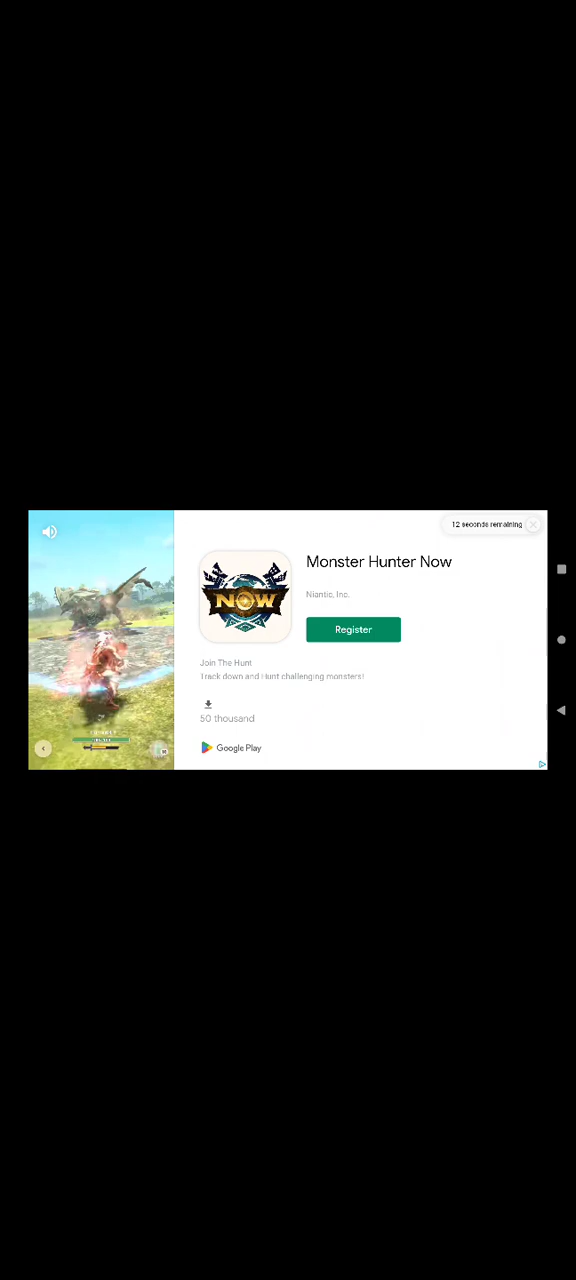 12 seconds remaining
Monster Hunter Now
NOW
Niantic, Inc.
Register
Join The Hunt
Track down and Hunt challenging monsters!
50 thousand
Google Play